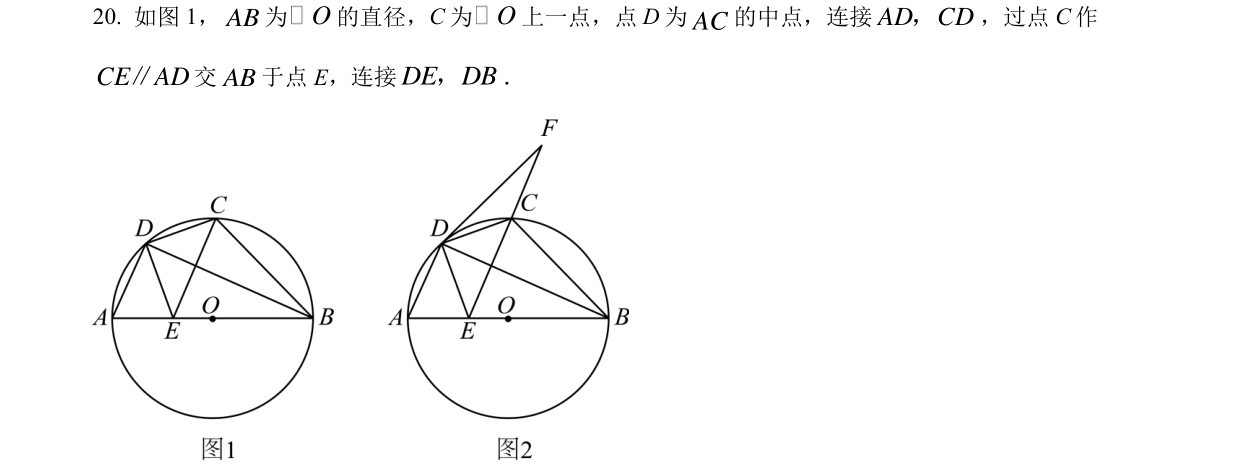 20. 如图 1，AB 为□ O 的直径，C 为□ O 上一点，点 D 为 AC 的中点，连接 AD，CD，过点 C 作
CE∥AD 交 AB 于点 E，连接 DE，DB．
F
C
D
A
O
B
E
图1
C
D
A
O
B
E
图2